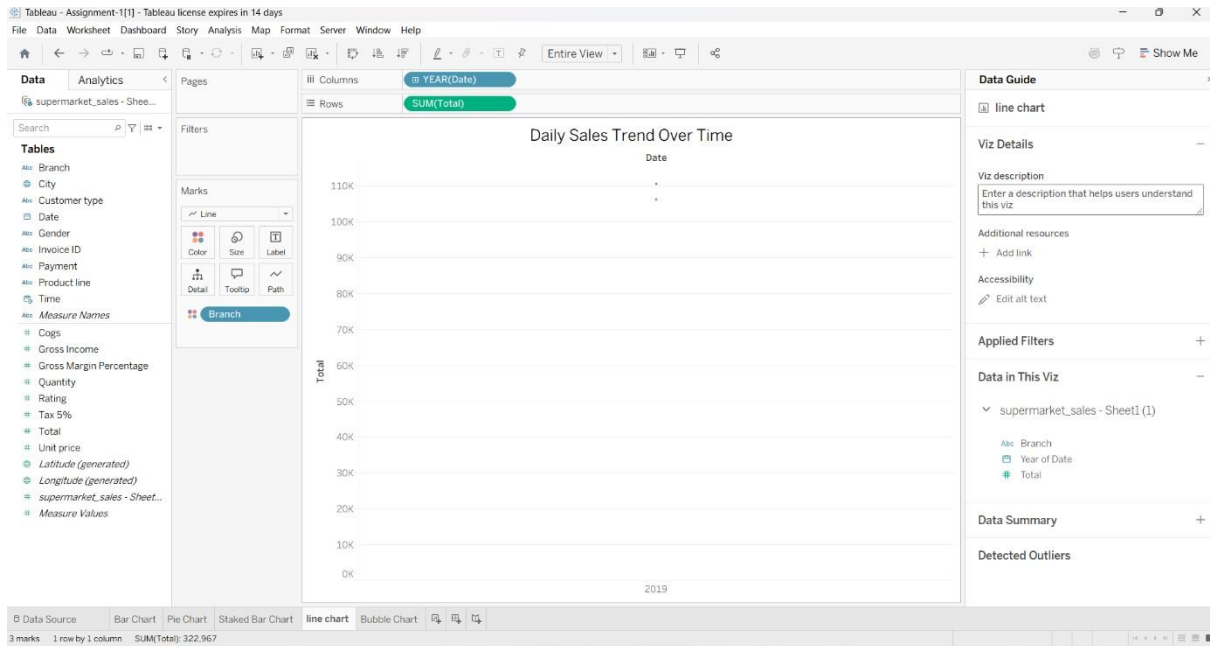 Tableau - Assignment-1[1] - Tableau license expires in 14 days
File Data Worksheet Dashboard Story Analysis Map Format Server Window Help
Entire View
Show Me
Data Analytics
supermarket_sales - Shee...
Search
Tables
Abc Branch
City
Abc Customer type
Date
Abc Gender
Abc Invoice ID
Abc Payment
Abc Product line
Time
Abc Measure Names
# Cogs
# Gross Income
# Gross Margin Percentage
# Quantity
# Rating
# Tax 5%
# Total
# Unit price
Latitude (generated)
Longitude (generated)
# supermarket_sales - Sheet...
# Measure Values
Pages
Filters
Marks
Line
Color Size Label
Detail Tooltip Path
Branch
Columns YEAR(Date)
Rows SUM(Total)
Daily Sales Trend Over Time
Date
Total
110K
100K
90K
80K
70K
60K
50K
40K
30K
20K
10K
0K
2019
Data Guide
line chart
Viz Details
Viz description
Enter a description that helps users understand
this viz
Additional resources
+ Add link
Accessibility
Edit alt text
Applied Filters
Data in This Viz
supermarket_sales - Sheet1 (1)
Abc Branch
Year of Date
# Total
Data Summary
Detected Outliers
Data Source Bar Chart Pie Chart Staked Bar Chart line chart Bubble Chart
3 marks 1 row by 1 column SUM(Total): 322,967